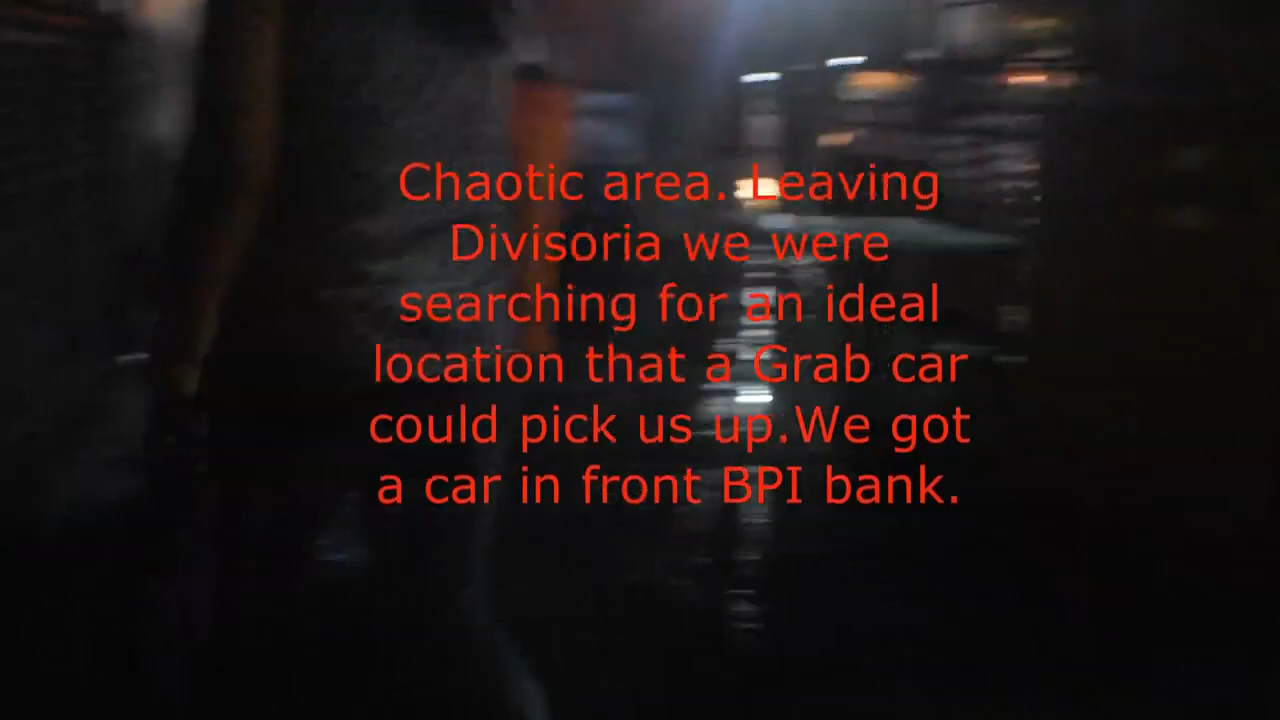 Chaotic area. Leaving
Divisoria we were
searching for an ideal
location that a Grab car
could pick us up.We got
a car in front BPI bank.